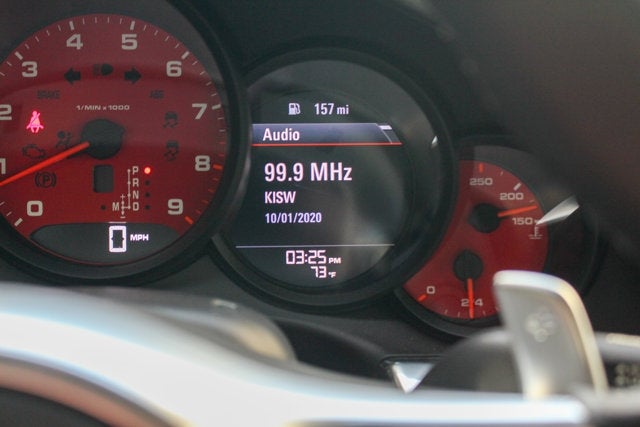 4 5
3 6
BRAKE ABS
1/MIN x 1000
2 7
1 8
P
R
N
M D
0 9
0 MPH
157 mi
Audio
99.9 MHz
KISW
10/01/2020
03:25 PM
73 °F
250
200
150
0 2 4